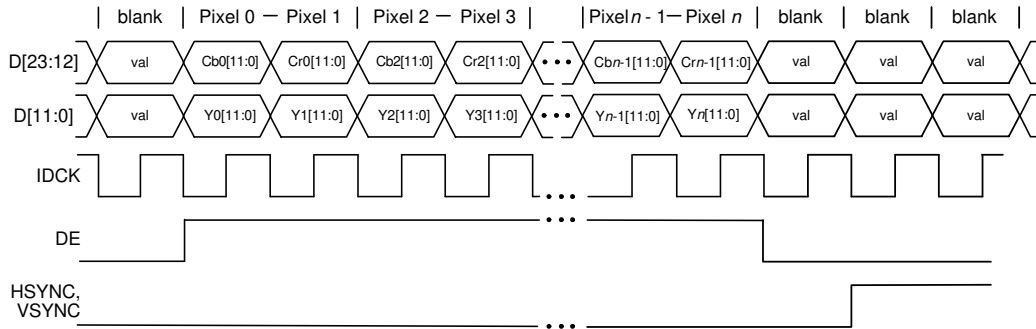 | blank | Pixel 0 — Pixel 1 | Pixel 2 — Pixel 3 | | Pixel n - 1 — Pixel n | blank | blank | blank |
D[23:12] val Cb0[11:0] Cr0[11:0] Cb2[11:0] Cr2[11:0] ••• Cbn-1[11:0] Crn-1[11:0] val val val
D[11:0] val Y0[11:0] Y1[11:0] Y2[11:0] Y3[11:0] ••• Yn-1[11:0] Yn[11:0] val val val
IDCK •••
DE •••
HSYNC,
VSYNC •••